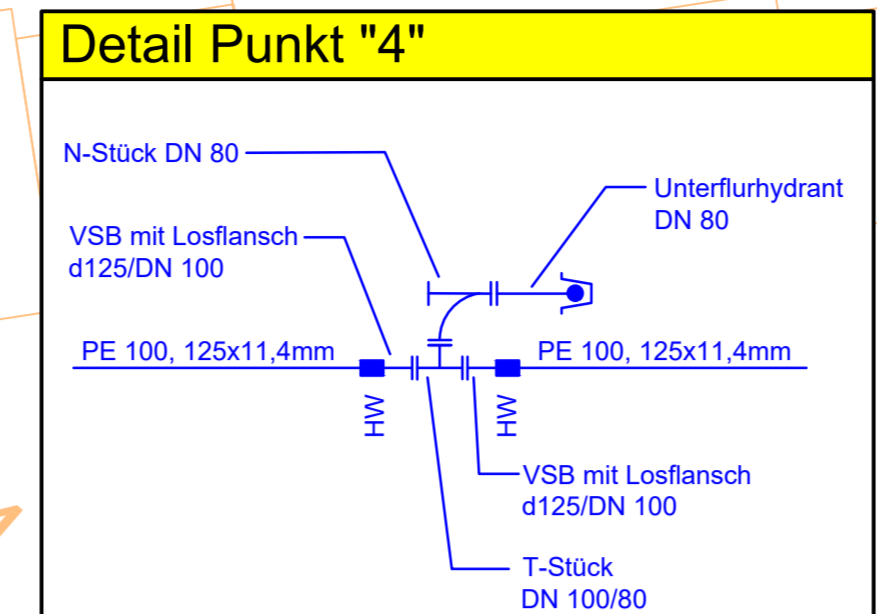 Detail Punkt "4"
N-Stück DN 80
Unterflurhydrant
DN 80
VSB mit Losflansch
d125/DN 100
PE 100, 125x11,4mm
PE 100, 125x11,4mm
HW
HW
VSB mit Losflansch
d125/DN 100
T-Stück
DN 100/80